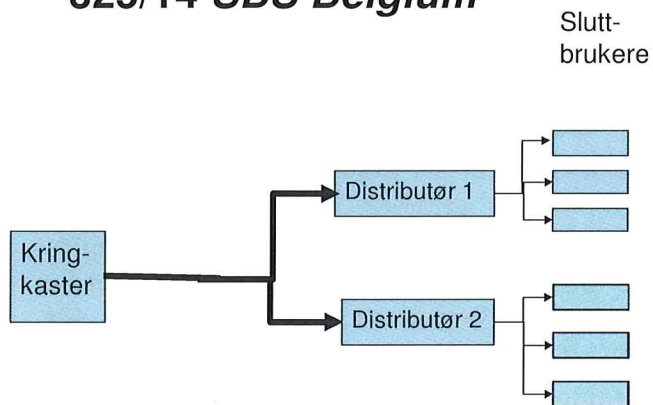 325/14 SBS Belgium
Slutt-
brukere
Distributør 1
Kring-
kaster
Distributør 2